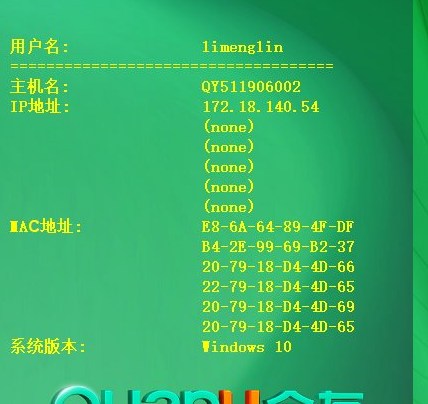 用户名: limenglin
====================================
主机名: QY511906002
IP地址: 172.18.140.54
(none)
(none)
(none)
(none)
(none)
MAC地址: E8-6A-64-89-4F-DF
B4-2E-99-69-B2-37
20-79-18-D4-4D-66
22-79-18-D4-4D-65
20-79-18-D4-4D-69
20-79-18-D4-4D-65
系统版本: Windows 10